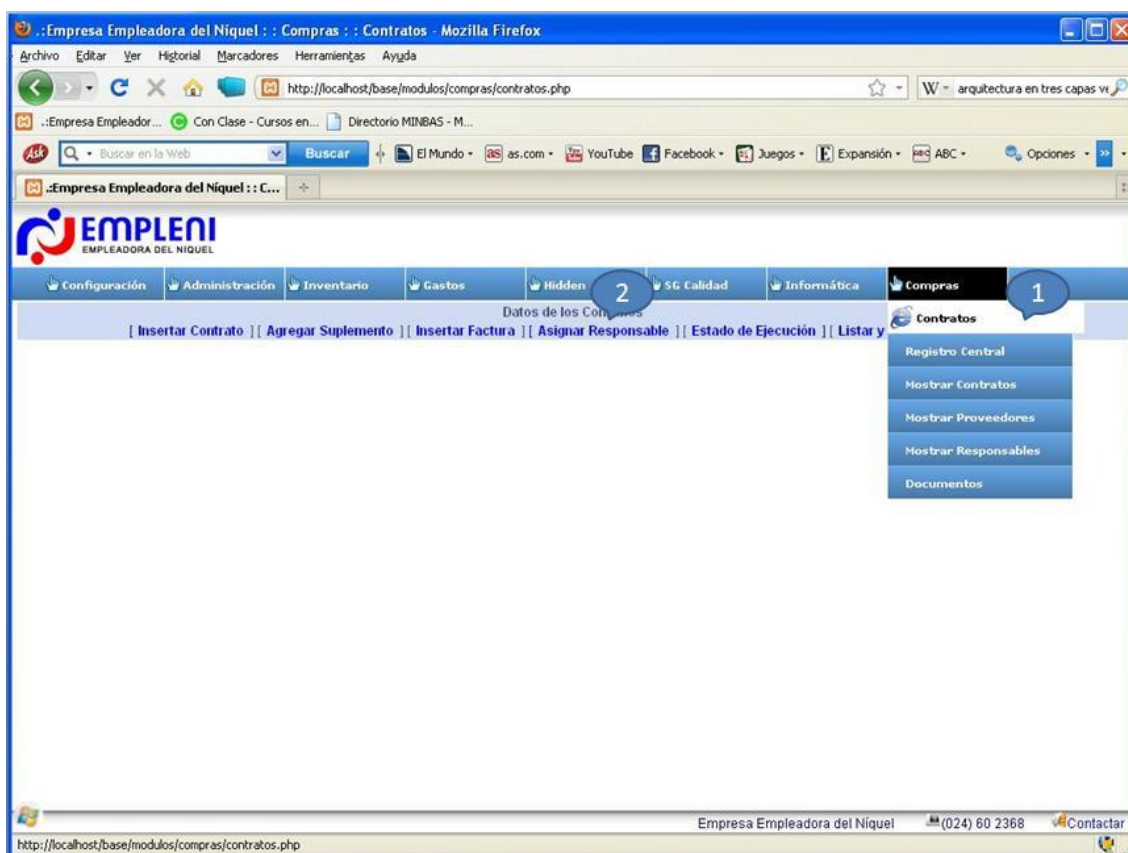 .:Empresa Empleadora del Níquel : : Compras : : Contratos - Mozilla Firefox
Archivo Editar Ver Historial Marcadores Herramientas Ayuda
http://localhost/base/modulos/compras/contratos.php W arquitectura en tres capas
.:Empresa Empleador... Con Clase - Cursos en... Directorio MINBAS - M...
Ask Buscar en la Web Buscar El Mundo as as.com YouTube Facebook Juegos E Expansión ABC ABC Opciones »
.:Empresa Empleadora del Níquel : : C...
EMPLENI
EMPLEADORA DEL NIQUEL
Configuración Administración Inventario Gastos Hidden SG Calidad Informática Compras
2
1
Datos de los
Contratos
[ Insertar Contrato ] [ Agregar Suplemento ] [ Insertar Factura ] [ Asignar Responsable ] [ Estado de Ejecución ] [ Listar y
Registro Central
Mostrar Contratos
Mostrar Proveedores
Mostrar Responsables
Documentos
Empresa Empleadora del Níquel (024) 60 2368 Contactar
http://localhost/base/modulos/compras/contratos.php